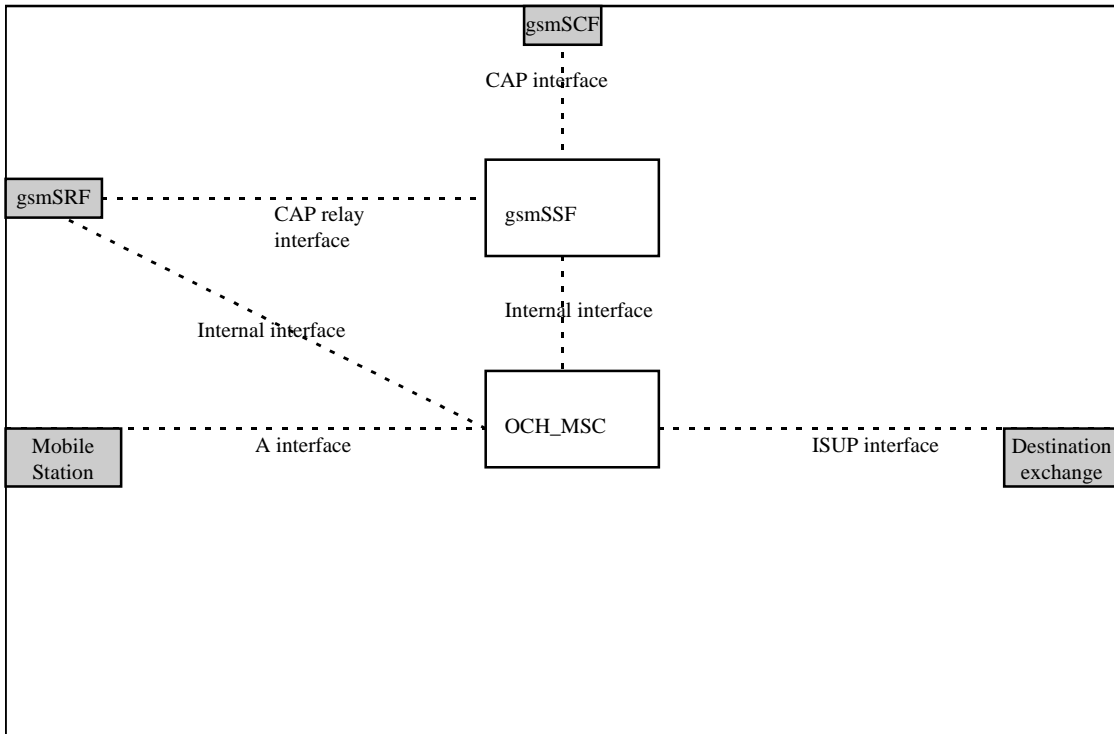 gsmSCF
CAP interface
gsmSRF
CAP relay
interface
gsmSSF
Internal interface
Internal interface
OCH_MSC
Mobile
Station
A interface
ISUP interface
Destination
exchange